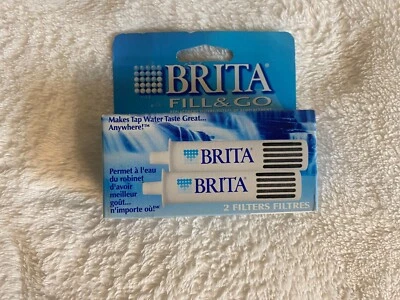 BRITA
FILL&GO
Makes Tap Water Taste Great...
Anywhere!™
Permet à l'eau
du robinet
d'avoir
meilleur
goût...
n'importe où!™
BRITA
BRITA
2 FILTERS FILTRES